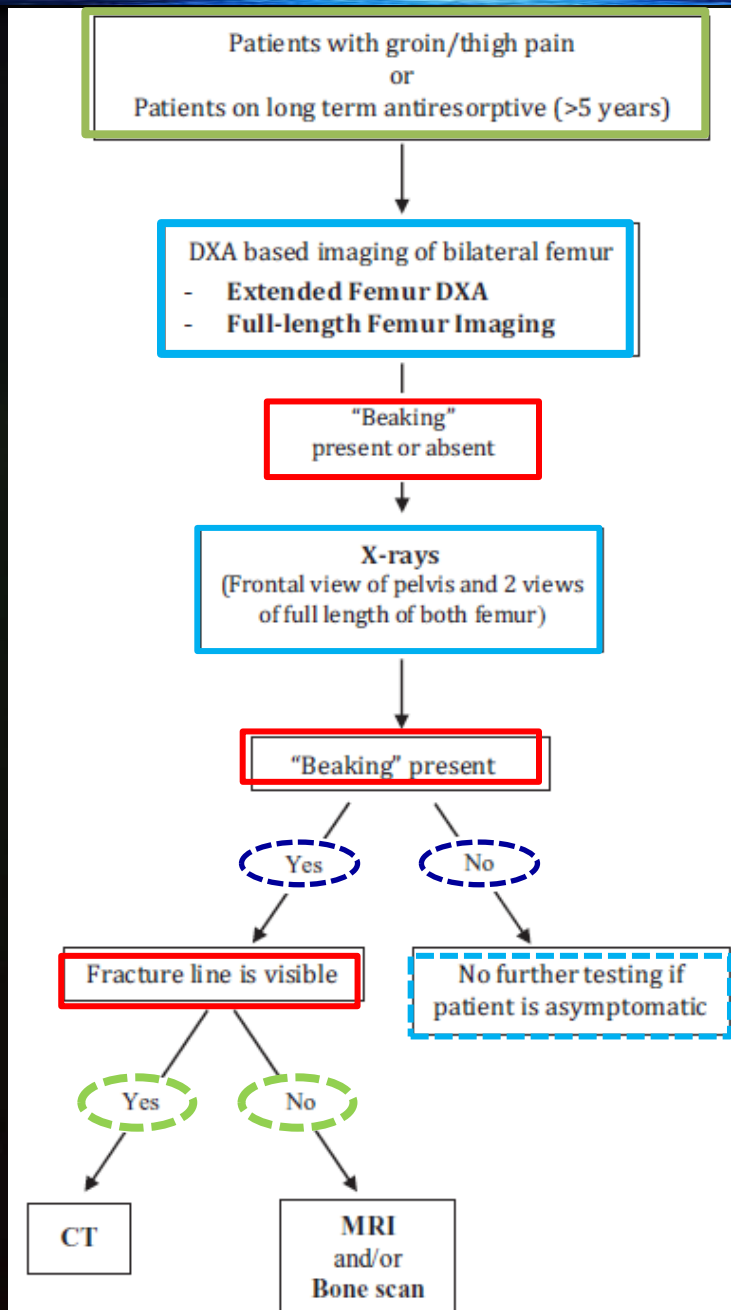 Patients with groin/thigh pain
or
Patients on long term antiresorptive (>5 years)
DXA based imaging of bilateral femur
- Extended Femur DXA
- Full-length Femur Imaging
“Beaking”
present or absent
X-rays
(Frontal view of pelvis and 2 views
of full length of both femur)
“Beaking” present
Yes
No
Fracture line is visible
No further testing if
patient is asymptomatic
Yes
No
CT
MRI
and/or
Bone scan